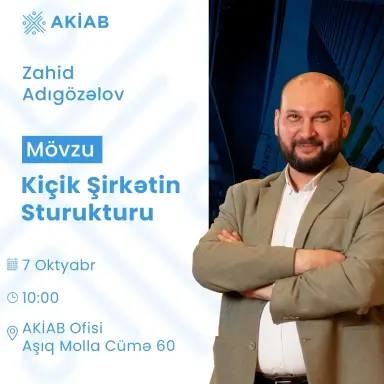 AKİAB
Zahid
Adıgözəlov
Mövzu
Kiçik Şirkətin
Sturukturu
7 Oktyabr
10:00
AKİAB Ofisi
Aşıq Molla Cümə 60